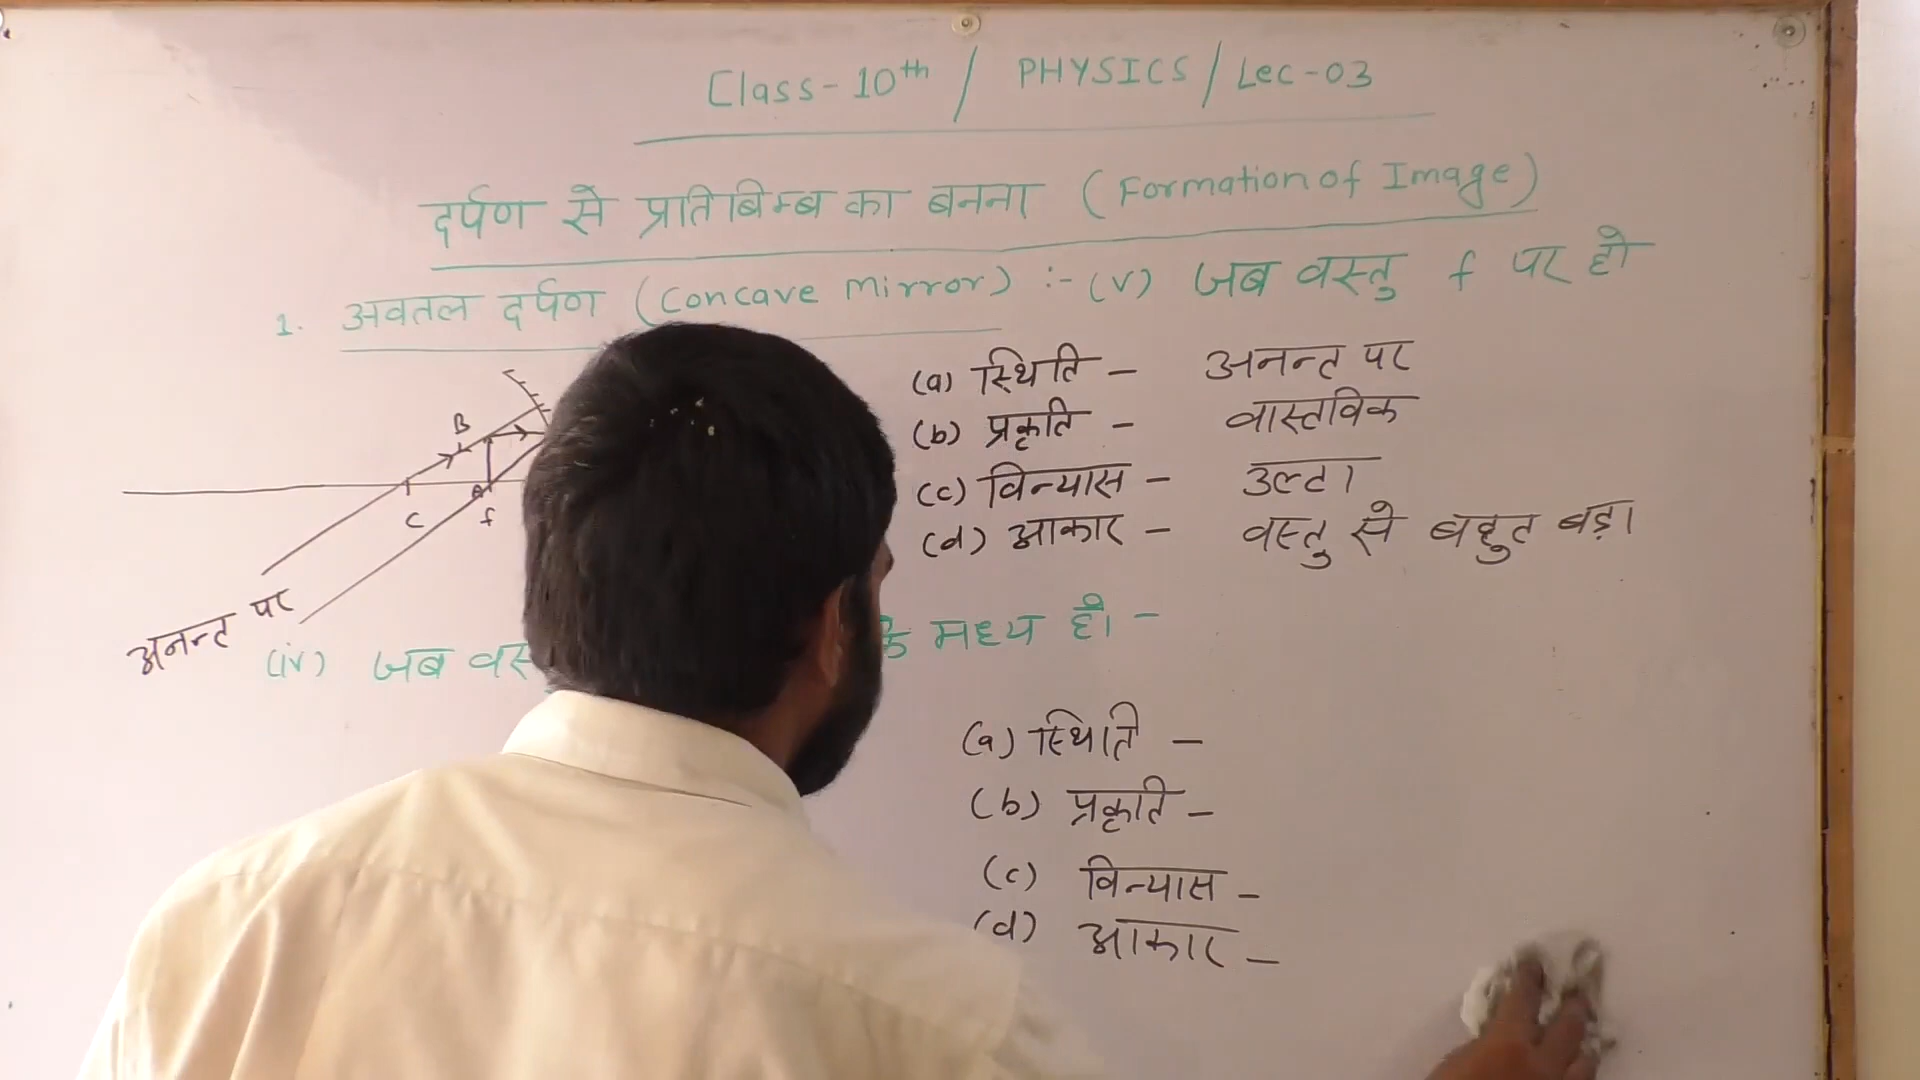 Class-10th / PHYSICS / Lec-03
दर्पण से प्रतिबिम्ब का बनना (Formation of Image)
1. अवतल दर्पण (Concave Mirror) :- (v) जब वस्तु f पर हो
(a) स्थिति - अनन्त पर
(b) प्रकृति - वास्तविक
(c) विन्यास - उल्टा
(d) आकार - वस्तु से बहुत बड़ा
B
A
C
f
अनन्त पर
(iv) जब के मध्य हो -
(a) स्थिति -
(b) प्रकृति -
(c) विन्यास -
(d) आकार -